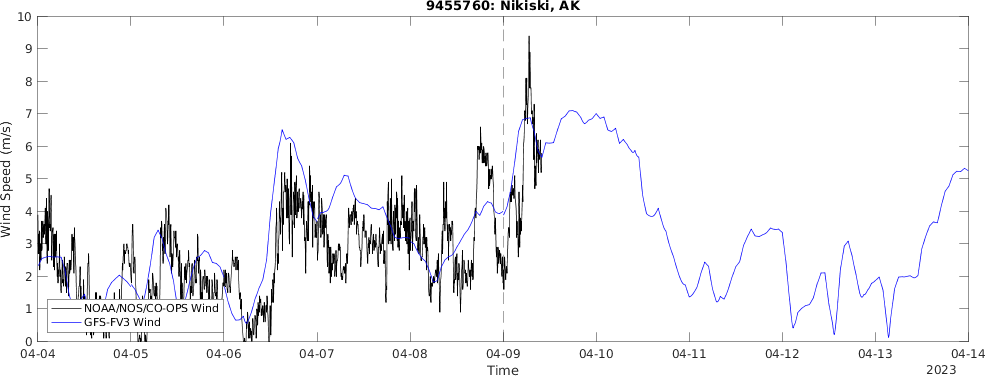 9455760: Nikiski, AK
10
9
8
7
6
5
4
3
2
1
0
Wind Speed (m/s)
NOAA/NOS/CO-OPS Wind
GFS-FV3 Wind
04-04 04-05 04-06 04-07 04-08 04-09 04-10 04-11 04-12 04-13 04-14
Time
2023